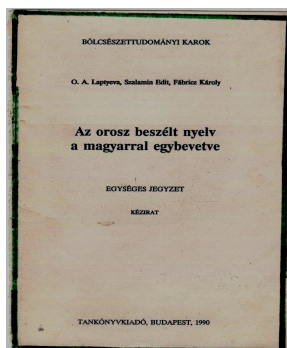 BÖLCSÉSZETTUDOMÁNYI KAROK
O. A. Laptyeva, Szalamin Edit, Fábricz Károly
Az orosz beszélt nyelv
a magyarral egybevetve
EGYSÉGES JEGYZET
KÉZIRAT
TANKÖNYVKIADÓ, BUDAPEST, 1990